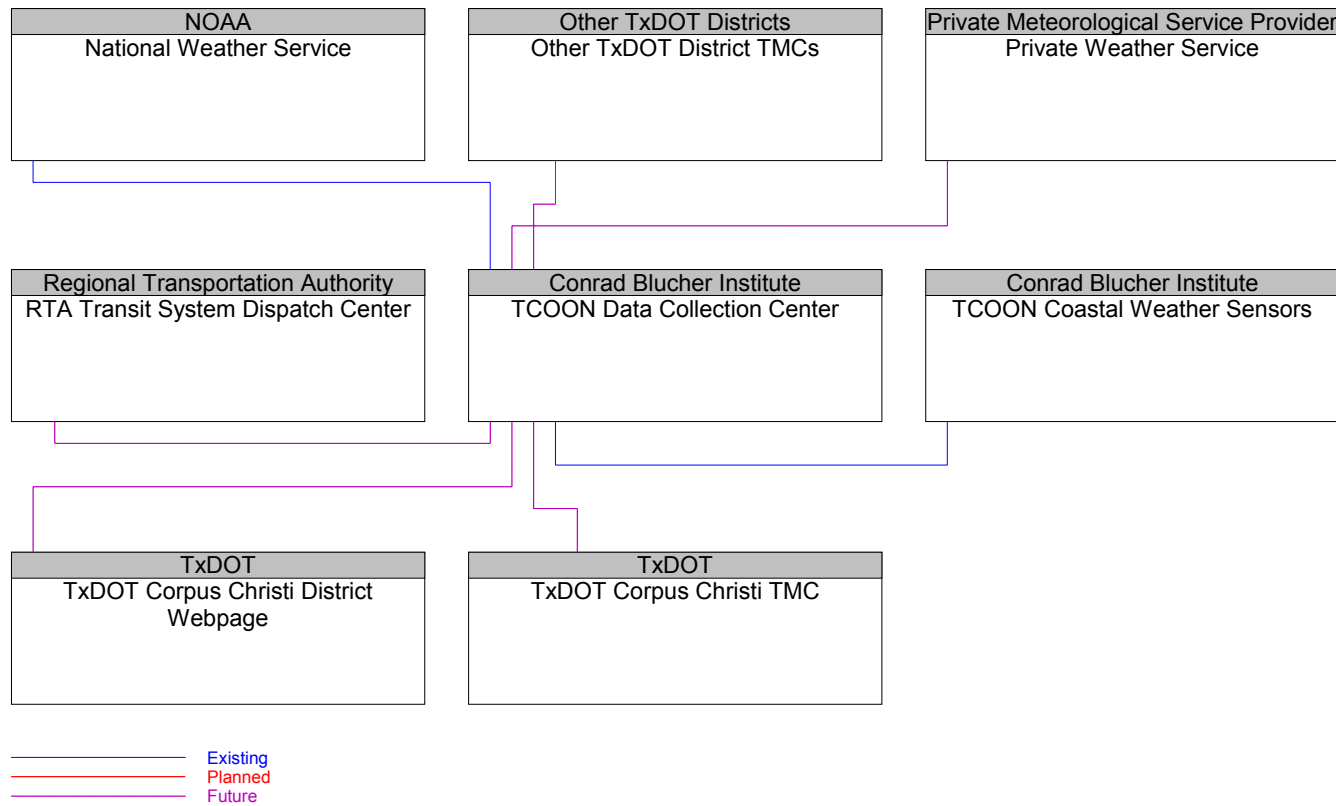 NOAA
National Weather Service
Other TxDOT Districts
Other TxDOT District TMCs
Private Meteorological Service Provider
Private Weather Service
Regional Transportation Authority
RTA Transit System Dispatch Center
Conrad Blucher Institute
TCOON Data Collection Center
Conrad Blucher Institute
TCOON Coastal Weather Sensors
TxDOT
TxDOT Corpus Christi District
Webpage
TxDOT
TxDOT Corpus Christi TMC
Existing
Planned
Future